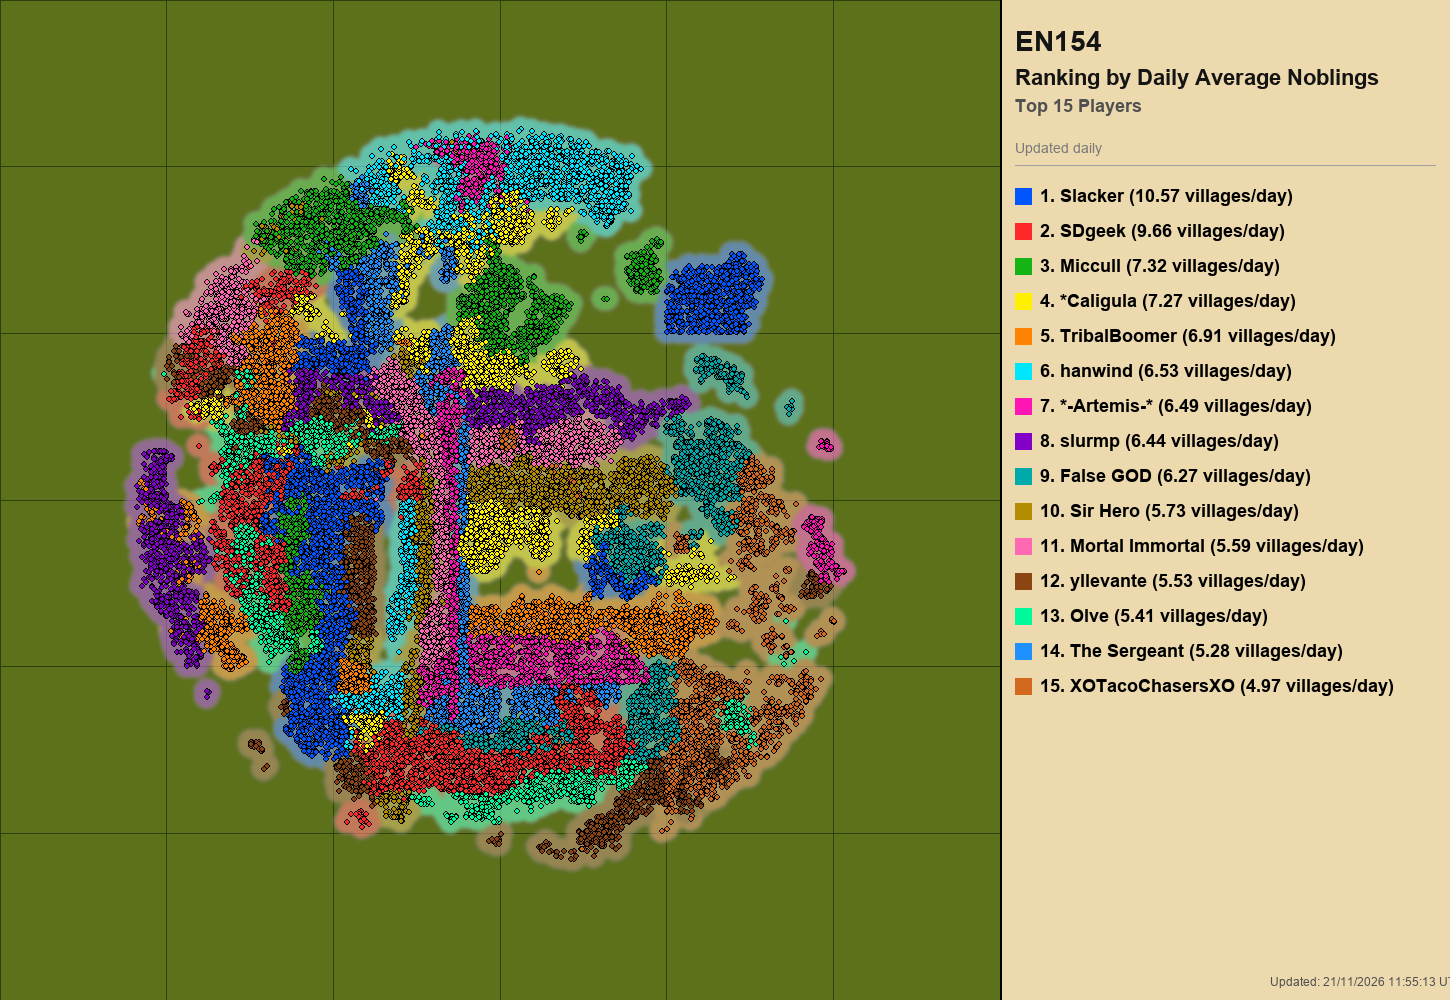 EN154
Ranking by Daily Average Noblings
Top 15 Players
Updated daily
1. Slacker (10.57 villages/day)
2. SDgeek (9.66 villages/day)
3. Miccull (7.32 villages/day)
4. *Caligula (7.27 villages/day)
5. TribalBoomer (6.91 villages/day)
6. hanwind (6.53 villages/day)
7. *-Artemis-* (6.49 villages/day)
8. slurmp (6.44 villages/day)
9. False GOD (6.27 villages/day)
10. Sir Hero (5.73 villages/day)
11. Mortal Immortal (5.59 villages/day)
12. yllevante (5.53 villages/day)
13. Olve (5.41 villages/day)
14. The Sergeant (5.28 villages/day)
15. XOTacoChasersXO (4.97 villages/day)
Updated: 21/11/2026 11:55:13